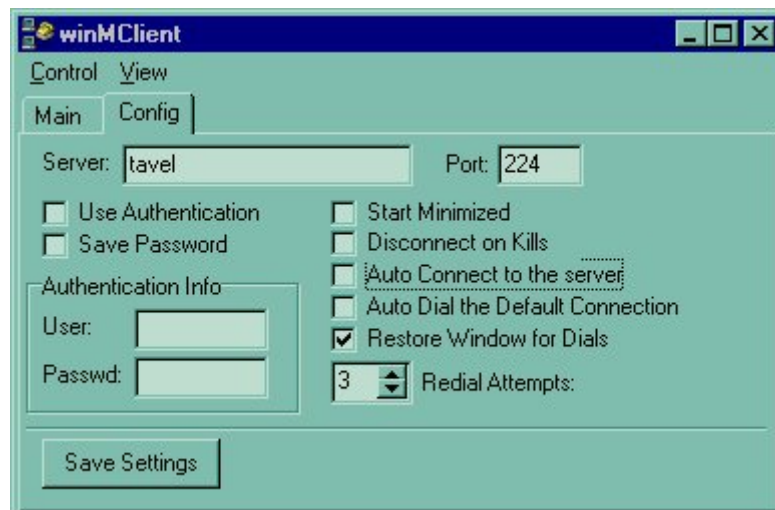 winMClient
Control View
Main Config
Server: tavel Port: 224
Use Authentication
Save Password
Authentication Info
User:
Passwd:
Start Minimized
Disconnect on Kills
Auto Connect to the server
Auto Dial the Default Connection
Restore Window for Dials
3 Redial Attempts:
Save Settings